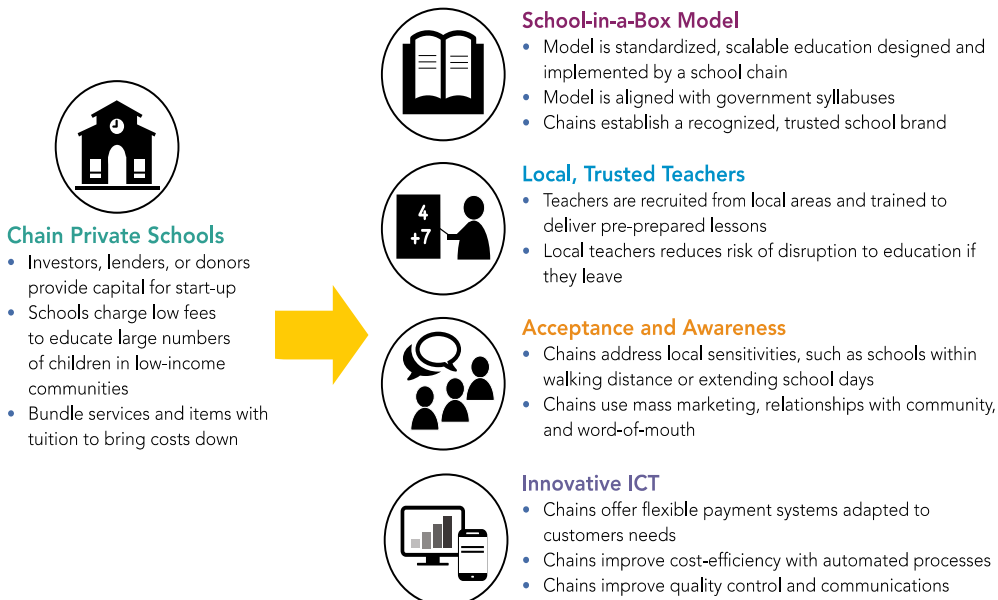 Chain Private Schools
• Investors, lenders, or donors
provide capital for start-up
• Schools charge low fees
to educate large numbers
of children in low-income
communities
• Bundle services and items with
tuition to bring costs down
School-in-a-Box Model
• Model is standardized, scalable education designed and
implemented by a school chain
• Model is aligned with government syllabuses
• Chains establish a recognized, trusted school brand
4
+7
Local, Trusted Teachers
• Teachers are recruited from local areas and trained to
deliver pre-prepared lessons
• Local teachers reduces risk of disruption to education if
they leave
Acceptance and Awareness
• Chains address local sensitivities, such as schools within
walking distance or extending school days
• Chains use mass marketing, relationships with community,
and word-of-mouth
Innovative ICT
• Chains offer flexible payment systems adapted to
customers needs
• Chains improve cost-efficiency with automated processes
• Chains improve quality control and communications